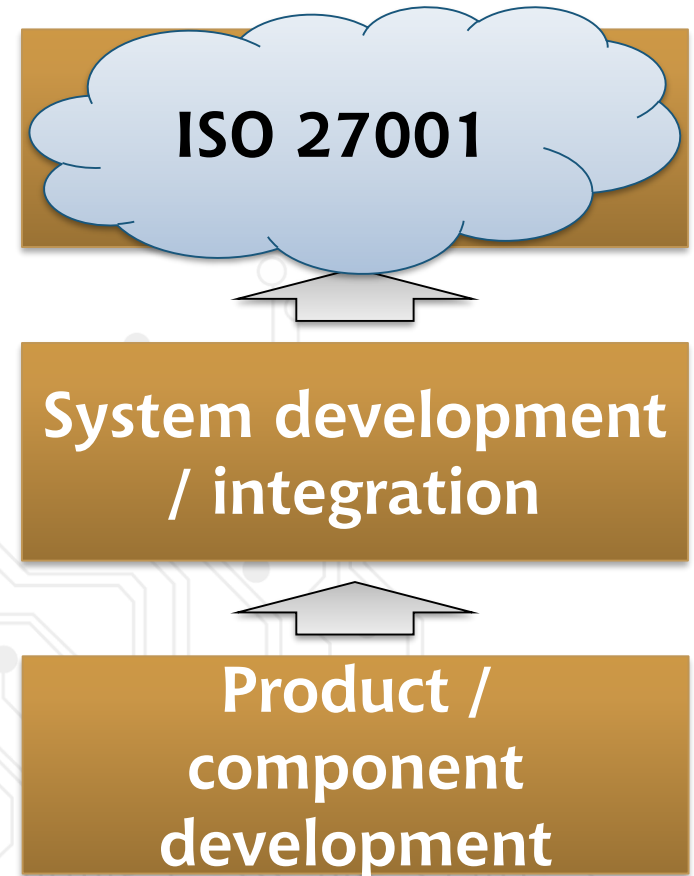 ISO 27001
System development
/ integration
Product /
component
development